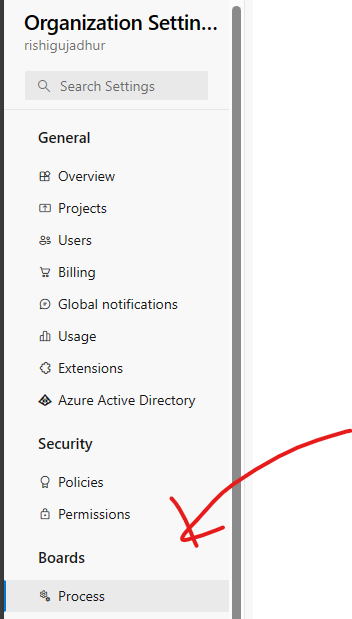 Organization Settin...
rishigujadhur
Search Settings
General
Overview
Projects
Users
Billing
Global notifications
Usage
Extensions
Azure Active Directory
Security
Policies
Permissions
Boards
Process